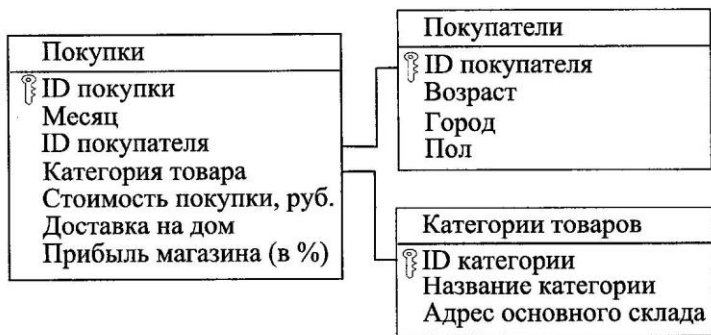 Покупки
ID покупки
Месяц
ID покупателя
Категория товара
Стоимость покупки, руб.
Доставка на дом
Прибыль магазина (в %)
Покупатели
ID покупателя
Возраст
Город
Пол
Категории товаров
ID категории
Название категории
Адрес основного склада